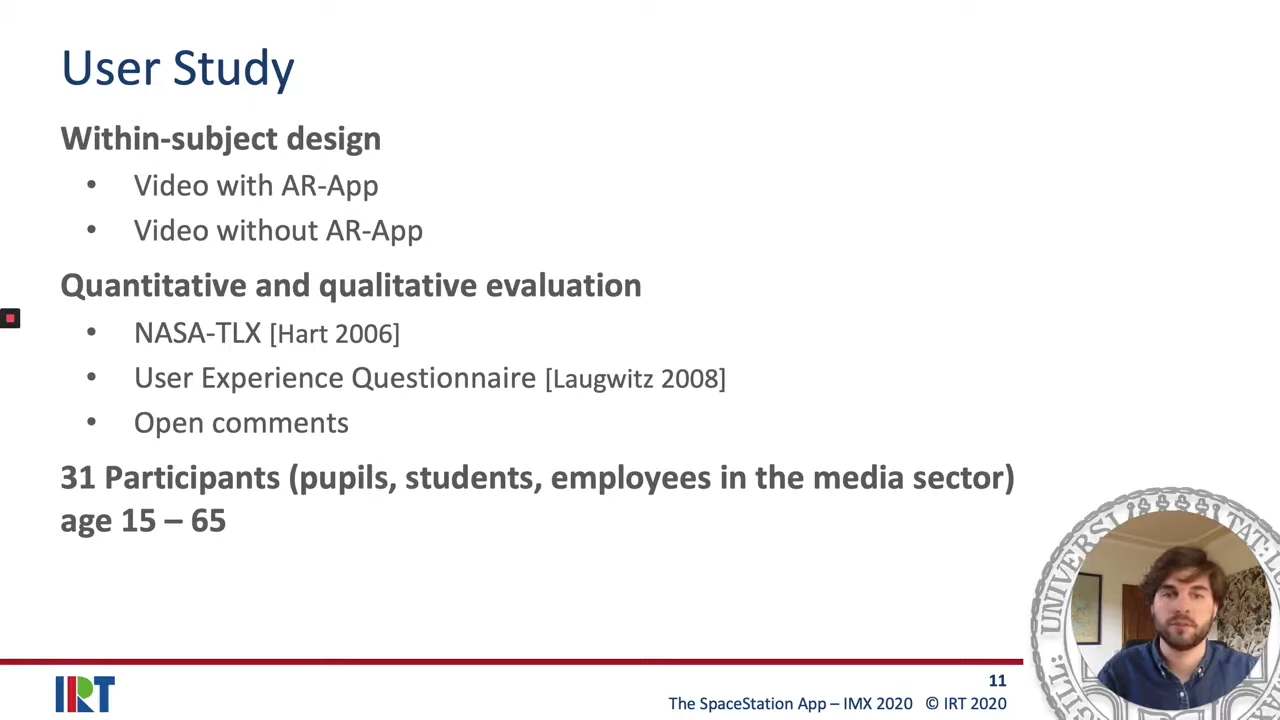 User Study
Within-subject design
• Video with AR-App
• Video without AR-App
Quantitative and qualitative evaluation
• NASA-TLX [Hart 2006]
• User Experience Questionnaire [Laugwitz 2008]
• Open comments
31 Participants (pupils, students, employees in the media sector)
age 15 – 65
IRT
11
The SpaceStation App – IMX 2020 © IRT 2020